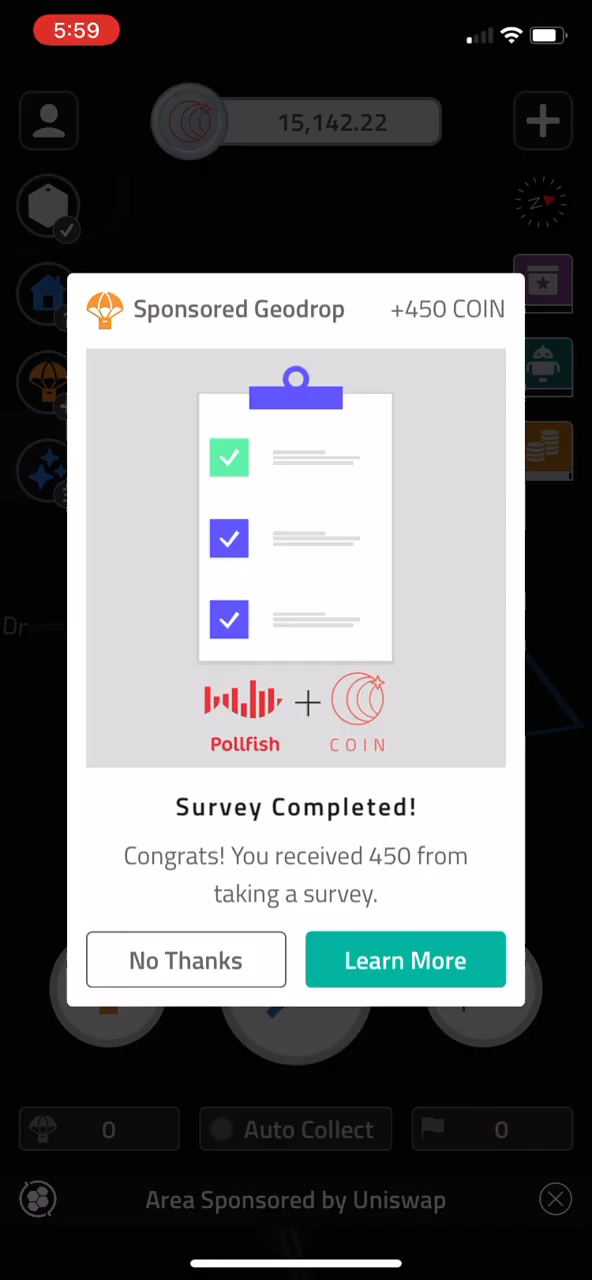 5:59
15,142.22
Sponsored Geodrop +450 COIN
Dr
Pollfish
COIN
Survey Completed!
Congrats! You received 450 from
taking a survey.
No Thanks Learn More
0 Auto Collect 0
Area Sponsored by Uniswap